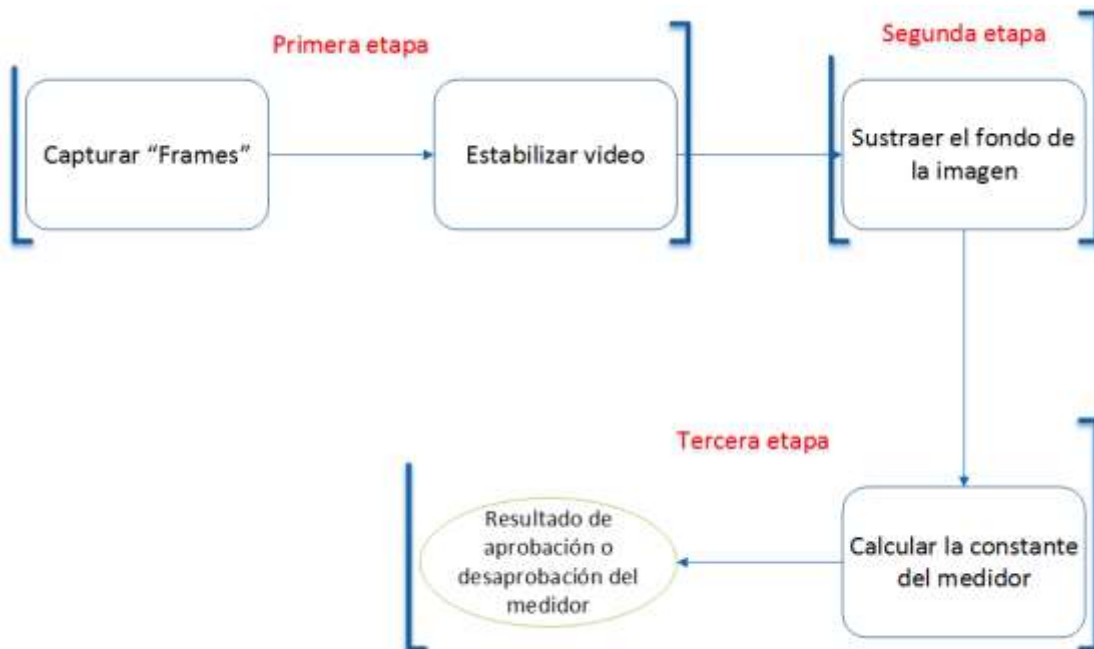 Primera etapa
Capturar “Frames”
Estabilizar video
Segunda etapa
Sustraer el fondo de
la imagen
Tercera etapa
Calcular la constante
del medidor
Resultado de
aprobación o
desaprobación del
medidor